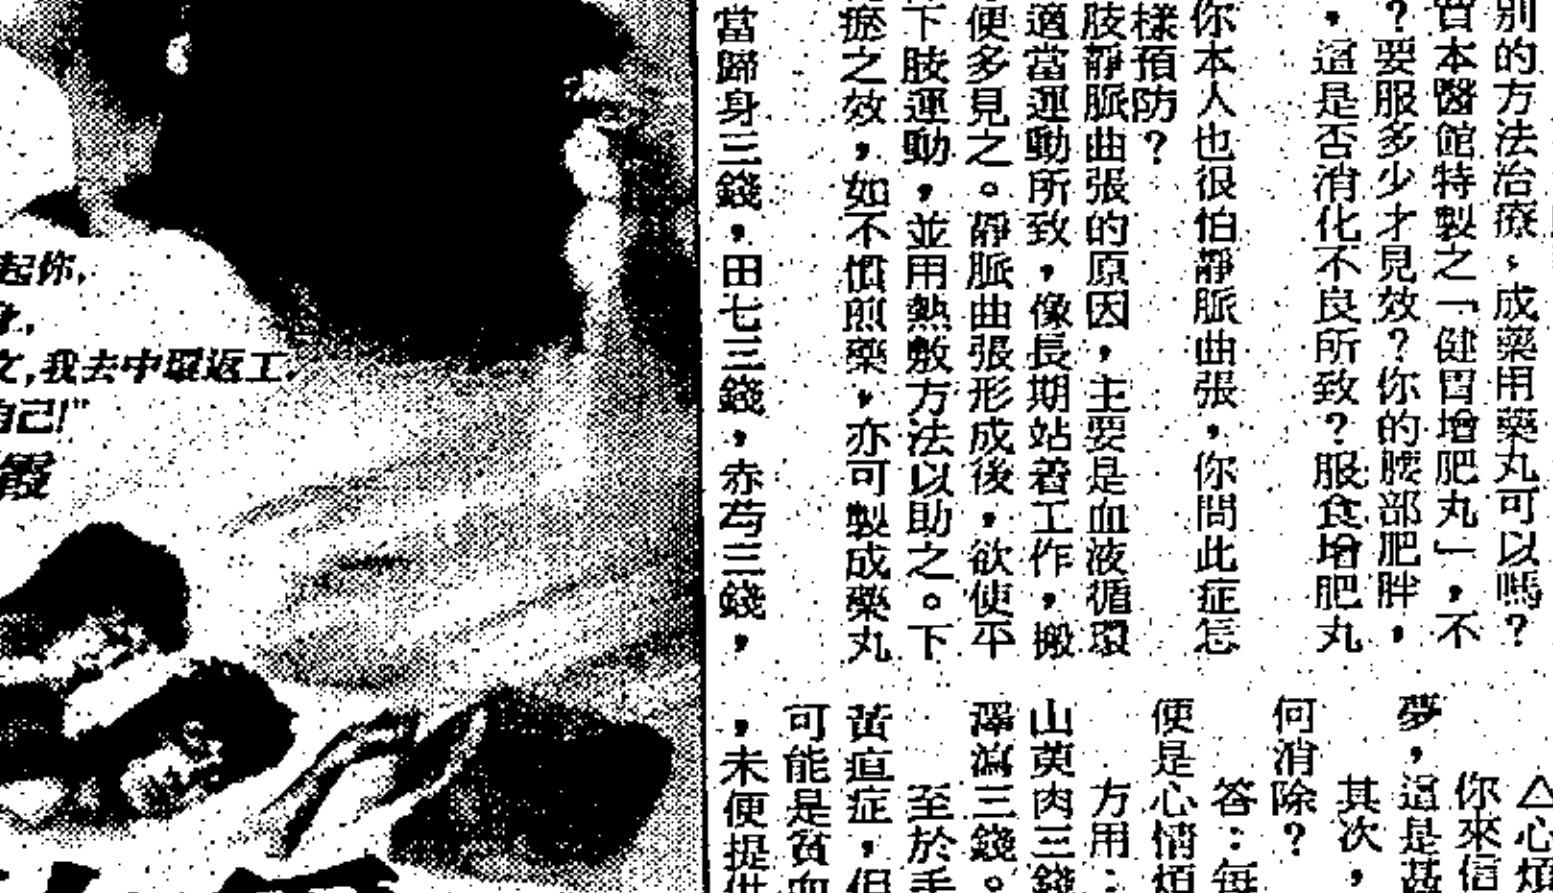 別的方法治療，成藥用藥丸可以嗎？
本醫館特製之「健胃增肥丸」，不
？要服多少才見效？你的腰部肥胖，
，這是否消化不良所致？服食增肥丸
你本人也很怕靜脈曲張，你問此症怎
樣預防？
肢靜脈曲張的原因，主要是血液循環
適當運動所致，像長期站着工作，搬
便多見之。靜脈曲張形成後，欲使平
下肢運動，並用熱敷方法以助之。下
瘀之效，如不慣煎藥，亦可製成藥丸
當歸身三錢，田七三錢，赤芍三錢，
△心煩
你來信
夢，這是甚
其次，
何消除？
答：每
便是心情煩
方用：
山萸肉三錢
澤瀉三錢。
至於手
黃疸症，但
可能是貧血
，未便提供
起你，
，我去中環返工，
自己！"
霞